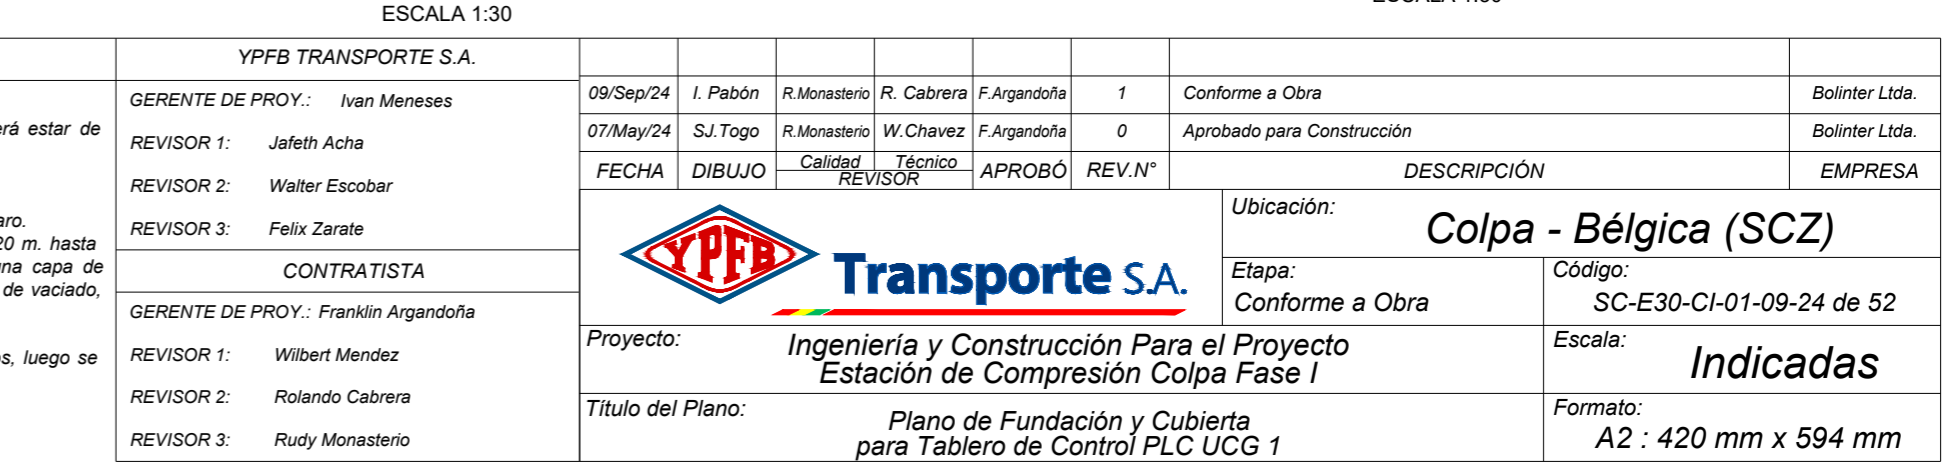 ESCALA 1:30
erá estar de
aro.
20 m. hasta
una capa de
de vaciado,
os, luego se
YPFB TRANSPORTE S.A.
GERENTE DE PROY.: Ivan Meneses
REVISOR 1: Jafeth Acha
REVISOR 2: Walter Escobar
REVISOR 3: Felix Zarate
CONTRATISTA
GERENTE DE PROY.: Franklin Argandoña
REVISOR 1: Wilbert Mendez
REVISOR 2: Rolando Cabrera
REVISOR 3: Rudy Monasterio
09/Sep/24 I. Pabón R.Monasterio R. Cabrera F.Argandoña 1 Conforme a Obra Bolinter Ltda.
07/May/24 SJ.Togo R.Monasterio W.Chavez F.Argandoña 0 Aprobado para Construcción Bolinter Ltda.
FECHA DIBUJO Calidad Técnico APROBÓ REV.N° DESCRIPCIÓN EMPRESA
REVISOR
YPFB
Transporte S.A.
Ubicación:
Colpa - Bélgica (SCZ)
Etapa:
Conforme a Obra
Código:
SC-E30-CI-01-09-24 de 52
Proyecto:
Ingeniería y Construcción Para el Proyecto
Estación de Compresión Colpa Fase I
Escala:
Indicadas
Título del Plano:
Plano de Fundación y Cubierta
para Tablero de Control PLC UCG 1
Formato:
A2 : 420 mm x 594 mm